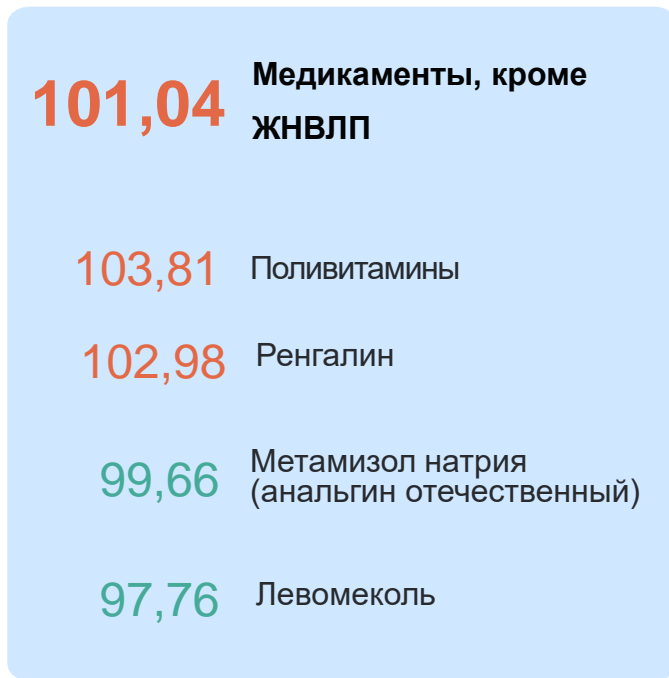 101,04 Медикаменты, кроме
ЖНВЛП
103,81 Поливитамины
102,98 Ренгалин
99,66 Метамизол натрия
(анальгин отечественный)
97,76 Левомеколь